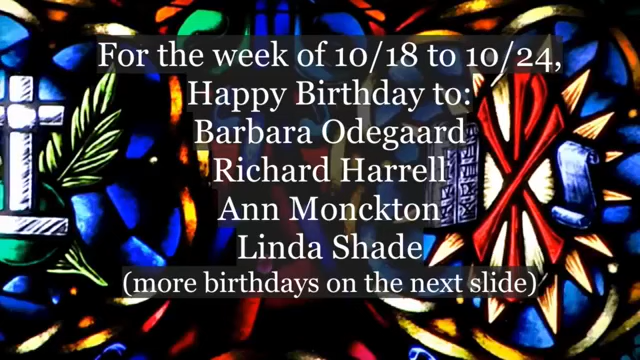 For the week of 10/18 to 10/24,
Happy Birthday to:
Barbara Odegaard
Richard Harrell
Ann Monckton
Linda Shade
(more birthdays on the next slide)